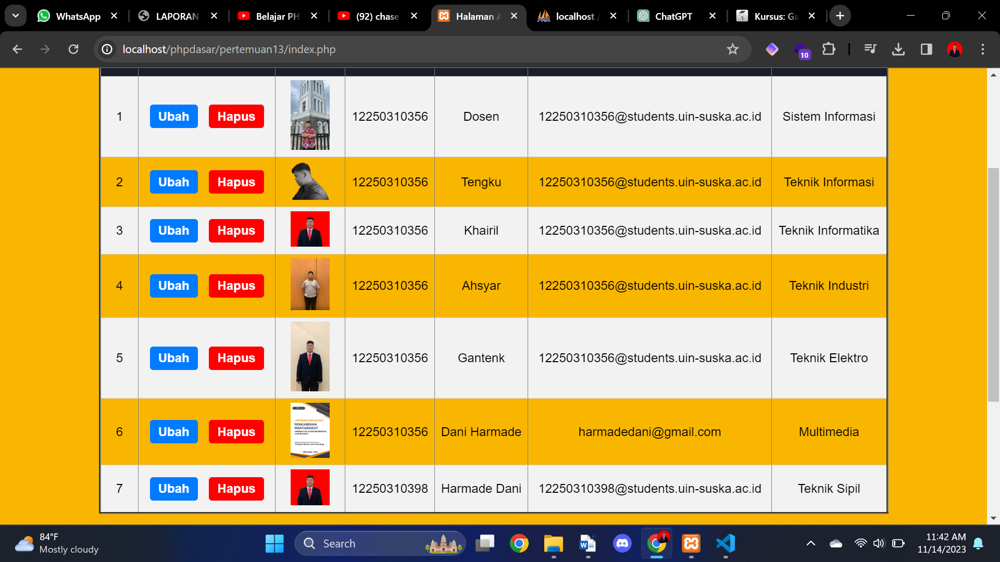 WhatsApp
LAPORAN
Belajar PH
(92) chase
Halaman A
localhost /
ChatGPT
Kursus: Ga
localhost/phpdasar/pertemuan13/index.php
10
1 Ubah Hapus 12250310356 Dosen 12250310356@students.uin-suska.ac.id Sistem Informasi
2 Ubah Hapus 12250310356 Tengku 12250310356@students.uin-suska.ac.id Teknik Informasi
3 Ubah Hapus 12250310356 Khairil 12250310356@students.uin-suska.ac.id Teknik Informatika
4 Ubah Hapus 12250310356 Ahsyar 12250310356@students.uin-suska.ac.id Teknik Industri
5 Ubah Hapus 12250310356 Gantenk 12250310356@students.uin-suska.ac.id Teknik Elektro
LAPORAN KEGIATAN
PENGABDIAN
MASYARAKAT
6 Ubah Hapus 12250310356 Dani Harmade harmadedani@gmail.com Multimedia
7 Ubah Hapus 12250310398 Harmade Dani 12250310398@students.uin-suska.ac.id Teknik Sipil
84°F
Mostly cloudy
Search
11:42 AM
11/14/2023